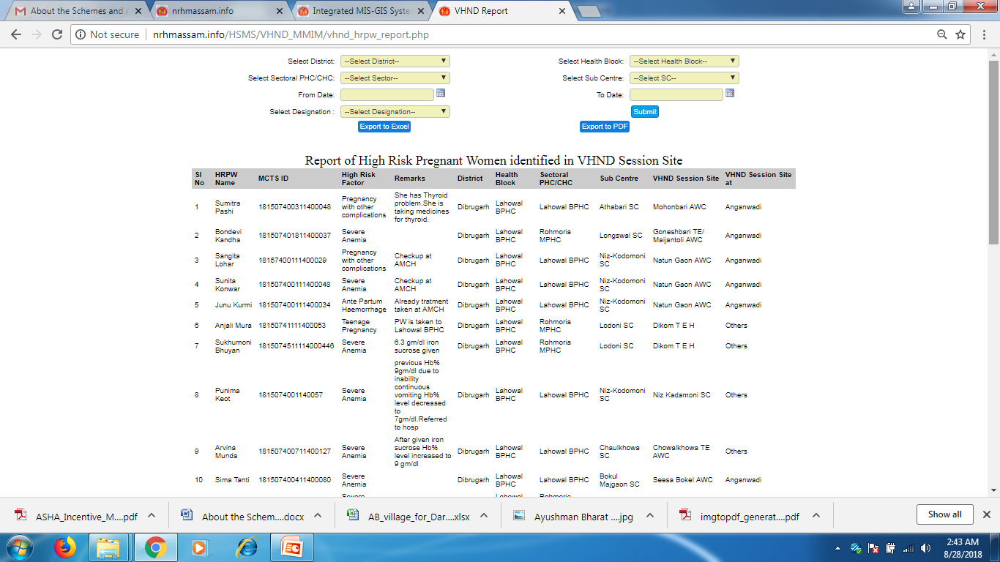 About the Schemes and A
nrhmassam.info
Integrated MIS-GIS Syste
VHND Report
Not secure nrhmassam.info/HSMS/VHND_MMIM/vhnd_hrpw_report.php
Select District: --Select District-- Select Health Block: --Select Health Block--
Select Sectoral PHC/CHC: --Select Sector-- Select Sub Centre: --Select SC--
From Date: To Date:
Select Designation : --Select Designation-- Submit
Export to Excel Export to PDF
Report of High Risk Pregnant Women identified in VHND Session Site
Sl No HRPW Name MCTS ID High Risk Factor Remarks District Health Block Sectoral PHC/CHC Sub Centre VHND Session Site VHND Session Site at
1 Sumitra Pashi 181507400311400048 Pregnancy with other complications She has Thyroid problem.She is taking medicines for thyroid. Dibrugarh Lahowal BPHC Lahowal BPHC Athabari SC Mohonbari AWC Anganwadi
2 Bondevi Kandha 181507401811400037 Severe Anemia Dibrugarh Lahowal BPHC Rohmoria MPHC Longswal SC Goneshbari TE/ Maijantoli AWC Anganwadi
3 Sangita Lohar 18157400111400029 Pregnancy with other complications Checkup at AMCH Dibrugarh Lahowal BPHC Lahowal BPHC Niz-Kodomoni SC Natun Gaon AWC Anganwadi
4 Sunita Konwar 181507400111400048 Severe Anemia Checkup at AMCH Dibrugarh Lahowal BPHC Lahowal BPHC Niz-Kodomoni SC Natun Gaon AWC Anganwadi
5 Junu Kurmi 181507400111400034 Ante Partum Haemorrhage Already tratment taken at AMCH Dibrugarh Lahowal BPHC Lahowal BPHC Niz-Kodomoni SC Natun Gaon AWC Anganwadi
6 Anjali Mura 18150741111400053 Teenage Pregnancy PW is taken to Lahowal BPHC Dibrugarh Lahowal BPHC Rohmoria MPHC Lodoni SC Dikom T E H Others
7 Sukhumoni Bhuyan 1815074511114000446 Severe Anemia 6.3 gm/dl iron sucrose given Dibrugarh Lahowal BPHC Rohmoria MPHC Lodoni SC Dikom T E H Others
8 Punima Keot 1815074001140057 Severe Anemia previous Hb% 9gm/dl due to inability continuous vomiting Hb% level decreased to 7gm/dl.Referred to hosp Dibrugarh Lahowal BPHC Lahowal BPHC Niz-Kodomoni SC Niz Kadamoni SC Others
9 Arvina Munda 181507400711400127 Severe Anemia After given iron sucrose Hb% level increased to 9 gm/dl Dibrugarh Lahowal BPHC Lahowal BPHC Chaulkhowa SC Chowalkhowa TE AWC Others
10 Sima Tanti 181507400411400080 Severe Anemia Dibrugarh Lahowal BPHC Lahowal BPHC Bokul Majgaon SC Seesa Bokel AWC Anganwadi
ASHA_Incentive_M....pdf
About the Schem....docx
AB_village_for_Dar....xlsx
Ayushman Bharat ....jpg
imgtopdf_generat....pdf
Show all
2:43 AM
8/28/2018